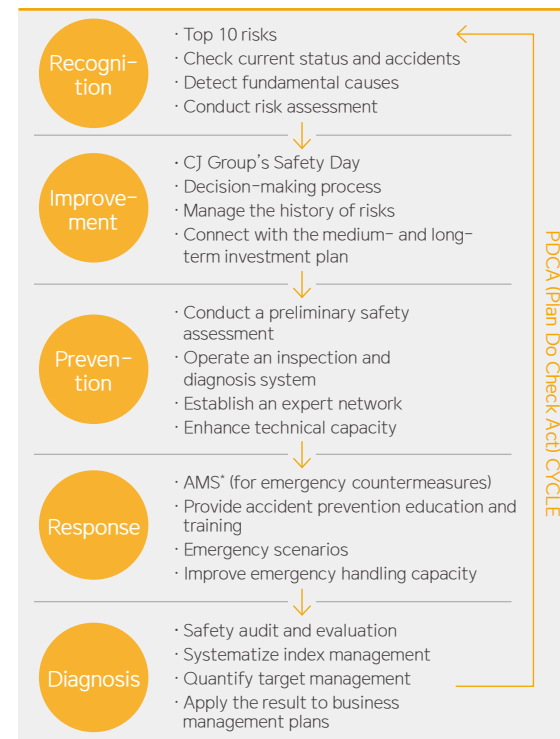 Recogni-
tion
· Top 10 risks
· Check current status and accidents
· Detect fundamental causes
· Conduct risk assessment
Improve-
ment
· CJ Group's Safety Day
· Decision-making process
· Manage the history of risks
· Connect with the medium- and long-
term investment plan
Preven-
tion
· Conduct a preliminary safety
assessment
· Operate an inspection and
diagnosis system
· Establish an expert network
· Enhance technical capacity
Response
· AMS* (for emergency countermeasures)
· Provide accident prevention education and
training
· Emergency scenarios
· Improve emergency handling capacity
Diagnosis
· Safety audit and evaluation
· Systematize index management
· Quantify target management
· Apply the result to business
management plans
PDCA (Plan Do Check Act) CYCLE